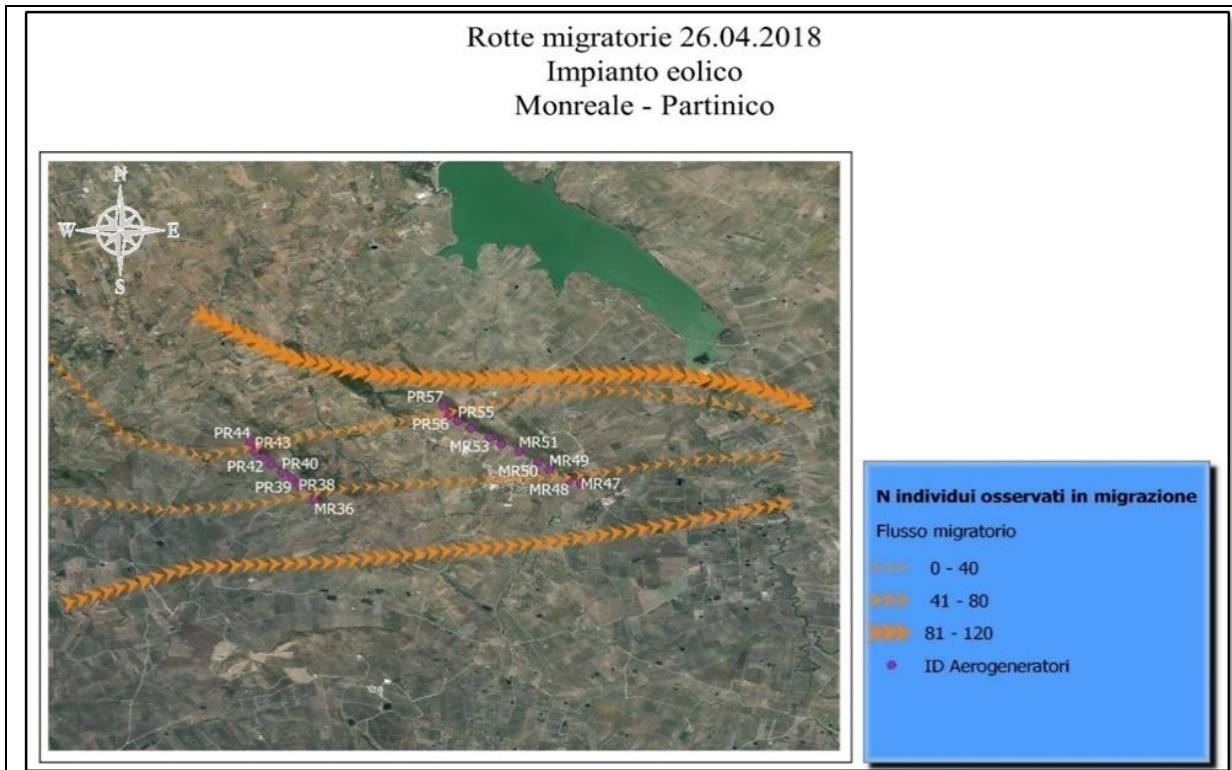 Rotte migratorie 26.04.2018
Impianto eolico
Monreale - Partinico
N
W
E
S
PR57
PR55
PR56
PR44
PR43
MR53
MR51
PR42
PR40
MR50
MR49
PR39
PR38
MR48
MR47
MR36
N individui osservati in migrazione
Flusso migratorio
0 - 40
41 - 80
81 - 120
ID Aerogeneratori